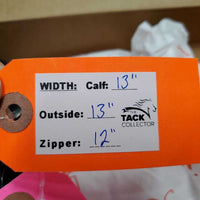 WIDTH: Calf: 13"
Outside: 13"
TACK
COLLECTOR
Zipper: 12"